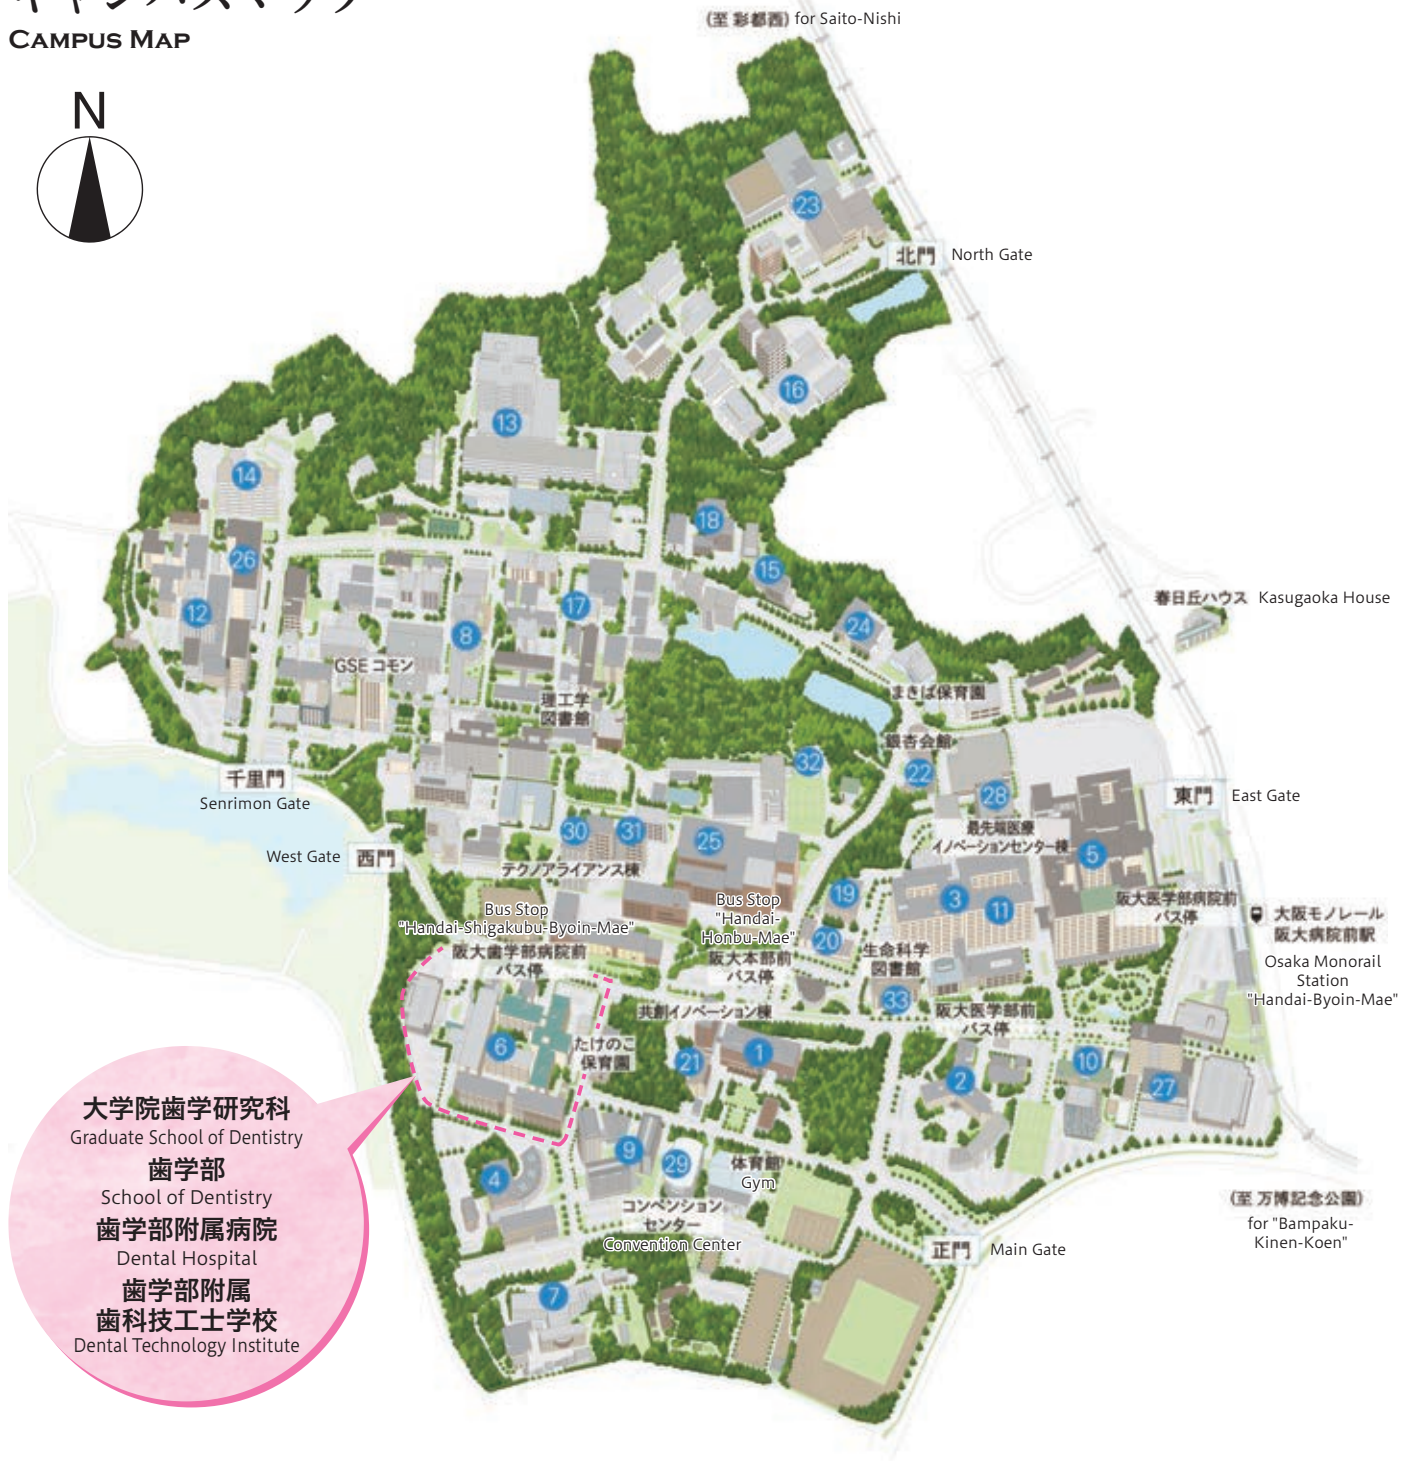 キャンパスマップ
CAMPUS MAP
N
(至 彩都西) for Saito-Nishi
23
北門 North Gate
16
13
14
18
26
15
春日丘ハウス Kasugaoka House
12
17
8
24
GSE コモン
まきば保育園
理工学
図書館
銀杏会館
32
22
千里門
Senrimon Gate
28
東門 East Gate
最先端医療
イノベーションセンター棟
30
31
25
5
West Gate 西門
テクノアライアンス棟
19
3
11
阪大医学部病院前
バス停
Bus Stop
"Handai-Shigakubu-Byoin-Mae"
阪大歯学部病院前
バス停
Bus Stop
"Handai-
Honbu-Mae"
阪大本部前
バス停
20
生命科学
図書館
大阪モノレール
阪大病院前駅
Osaka Monorail
Station
"Handai-Byoin-Mae"
33
共創イノベーション棟
阪大医学部前
バス停
6
たけのこ
保育園
21
1
2
10
27
大学院歯学研究科
Graduate School of Dentistry
歯学部
School of Dentistry
歯学部附属病院
Dental Hospital
歯学部附属
歯科技工士学校
Dental Technology Institute
4
9
29
体育館
Gym
コンベンション
センター
Convention Center
(至 万博記念公園)
for "Bampaku-
Kinen-Koen"
正門 Main Gate
7